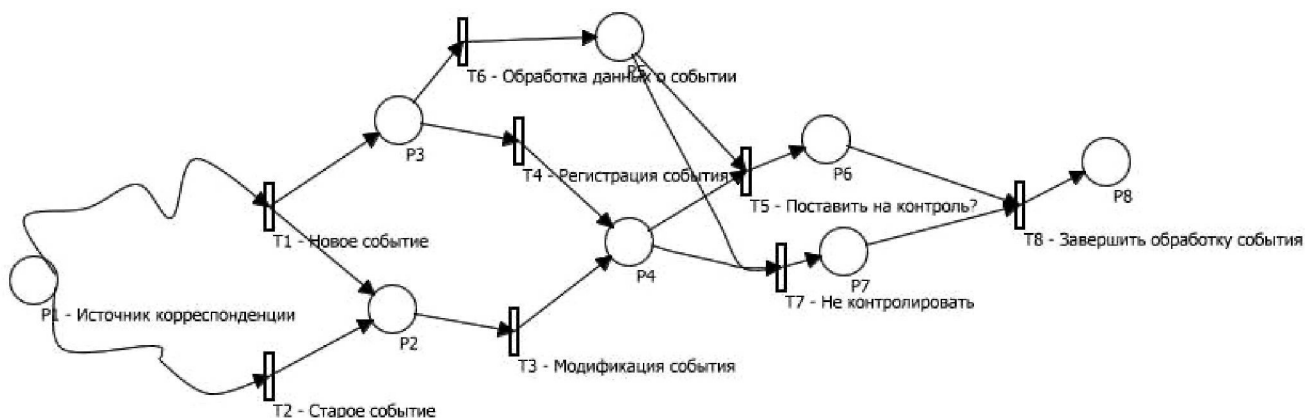 P5
T6 - Обработка данных о событии
P3
T4 - Регистрация события
P6
T5 - Поставить на контроль?
P8
T1 - Новое событие
T8 - Завершить обработку события
P4
P7
T7 - Не контролировать
P1 - Источник корреспонденции
P2
T3 - Модификация события
T2 - Старое событие